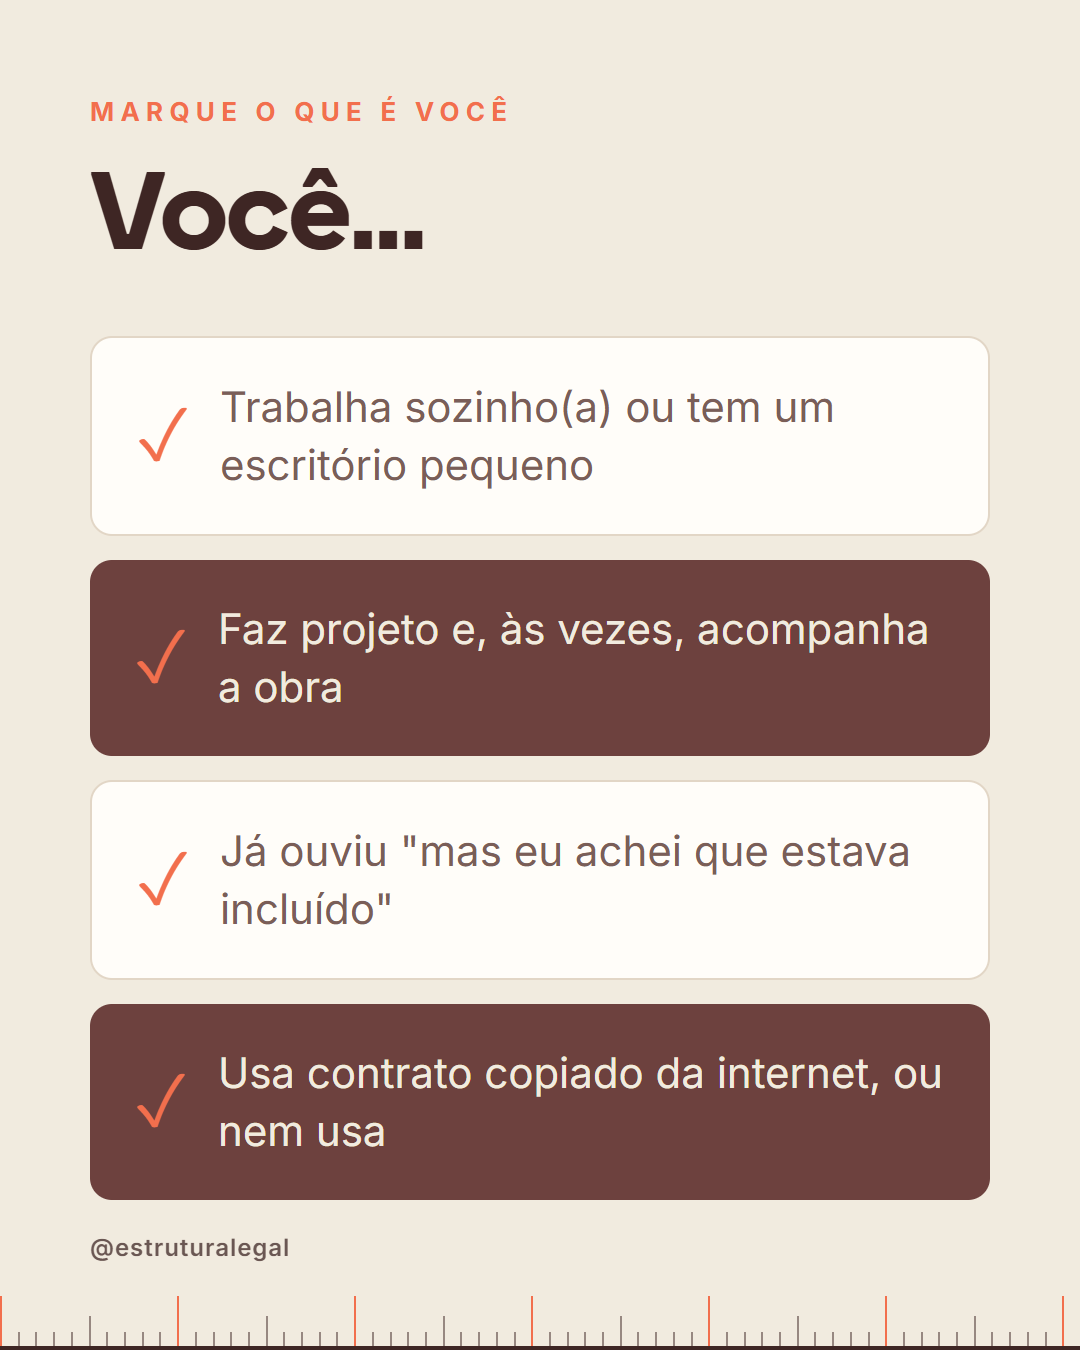 MARQUE O QUE É VOCÊ
Você...
✓ Trabalha sozinho(a) ou tem um
escritório pequeno
✓ Faz projeto e, às vezes, acompanha
a obra
✓ Já ouviu "mas eu achei que estava
incluído"
✓ Usa contrato copiado da internet, ou
nem usa
@estruturalegal